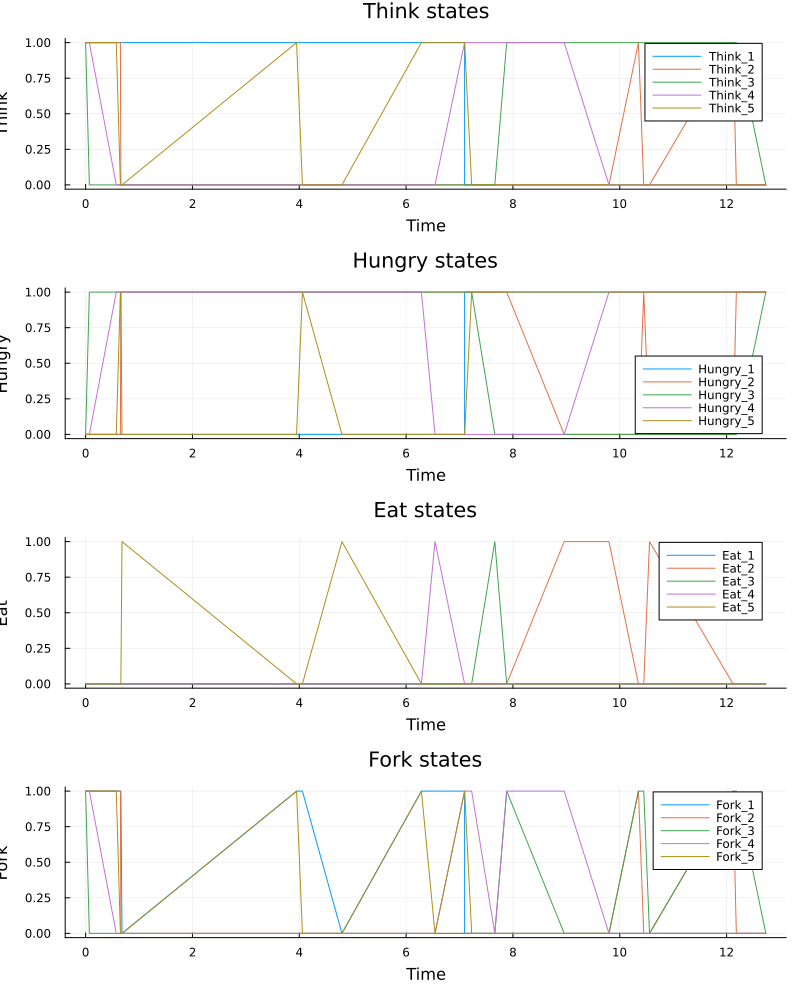 Think states
1.00
0.75
0.50
0.25
0.00
Think
0 2 4 6 8 10 12
Time
Think_1
Think_2
Think_3
Think_4
Think_5
Hungry states
1.00
0.75
0.50
0.25
0.00
Hungry
0 2 4 6 8 10 12
Time
Hungry_1
Hungry_2
Hungry_3
Hungry_4
Hungry_5
Eat states
1.00
0.75
0.50
0.25
0.00
Eat
0 2 4 6 8 10 12
Time
Eat_1
Eat_2
Eat_3
Eat_4
Eat_5
Fork states
1.00
0.75
0.50
0.25
0.00
Fork
0 2 4 6 8 10 12
Time
Fork_1
Fork_2
Fork_3
Fork_4
Fork_5